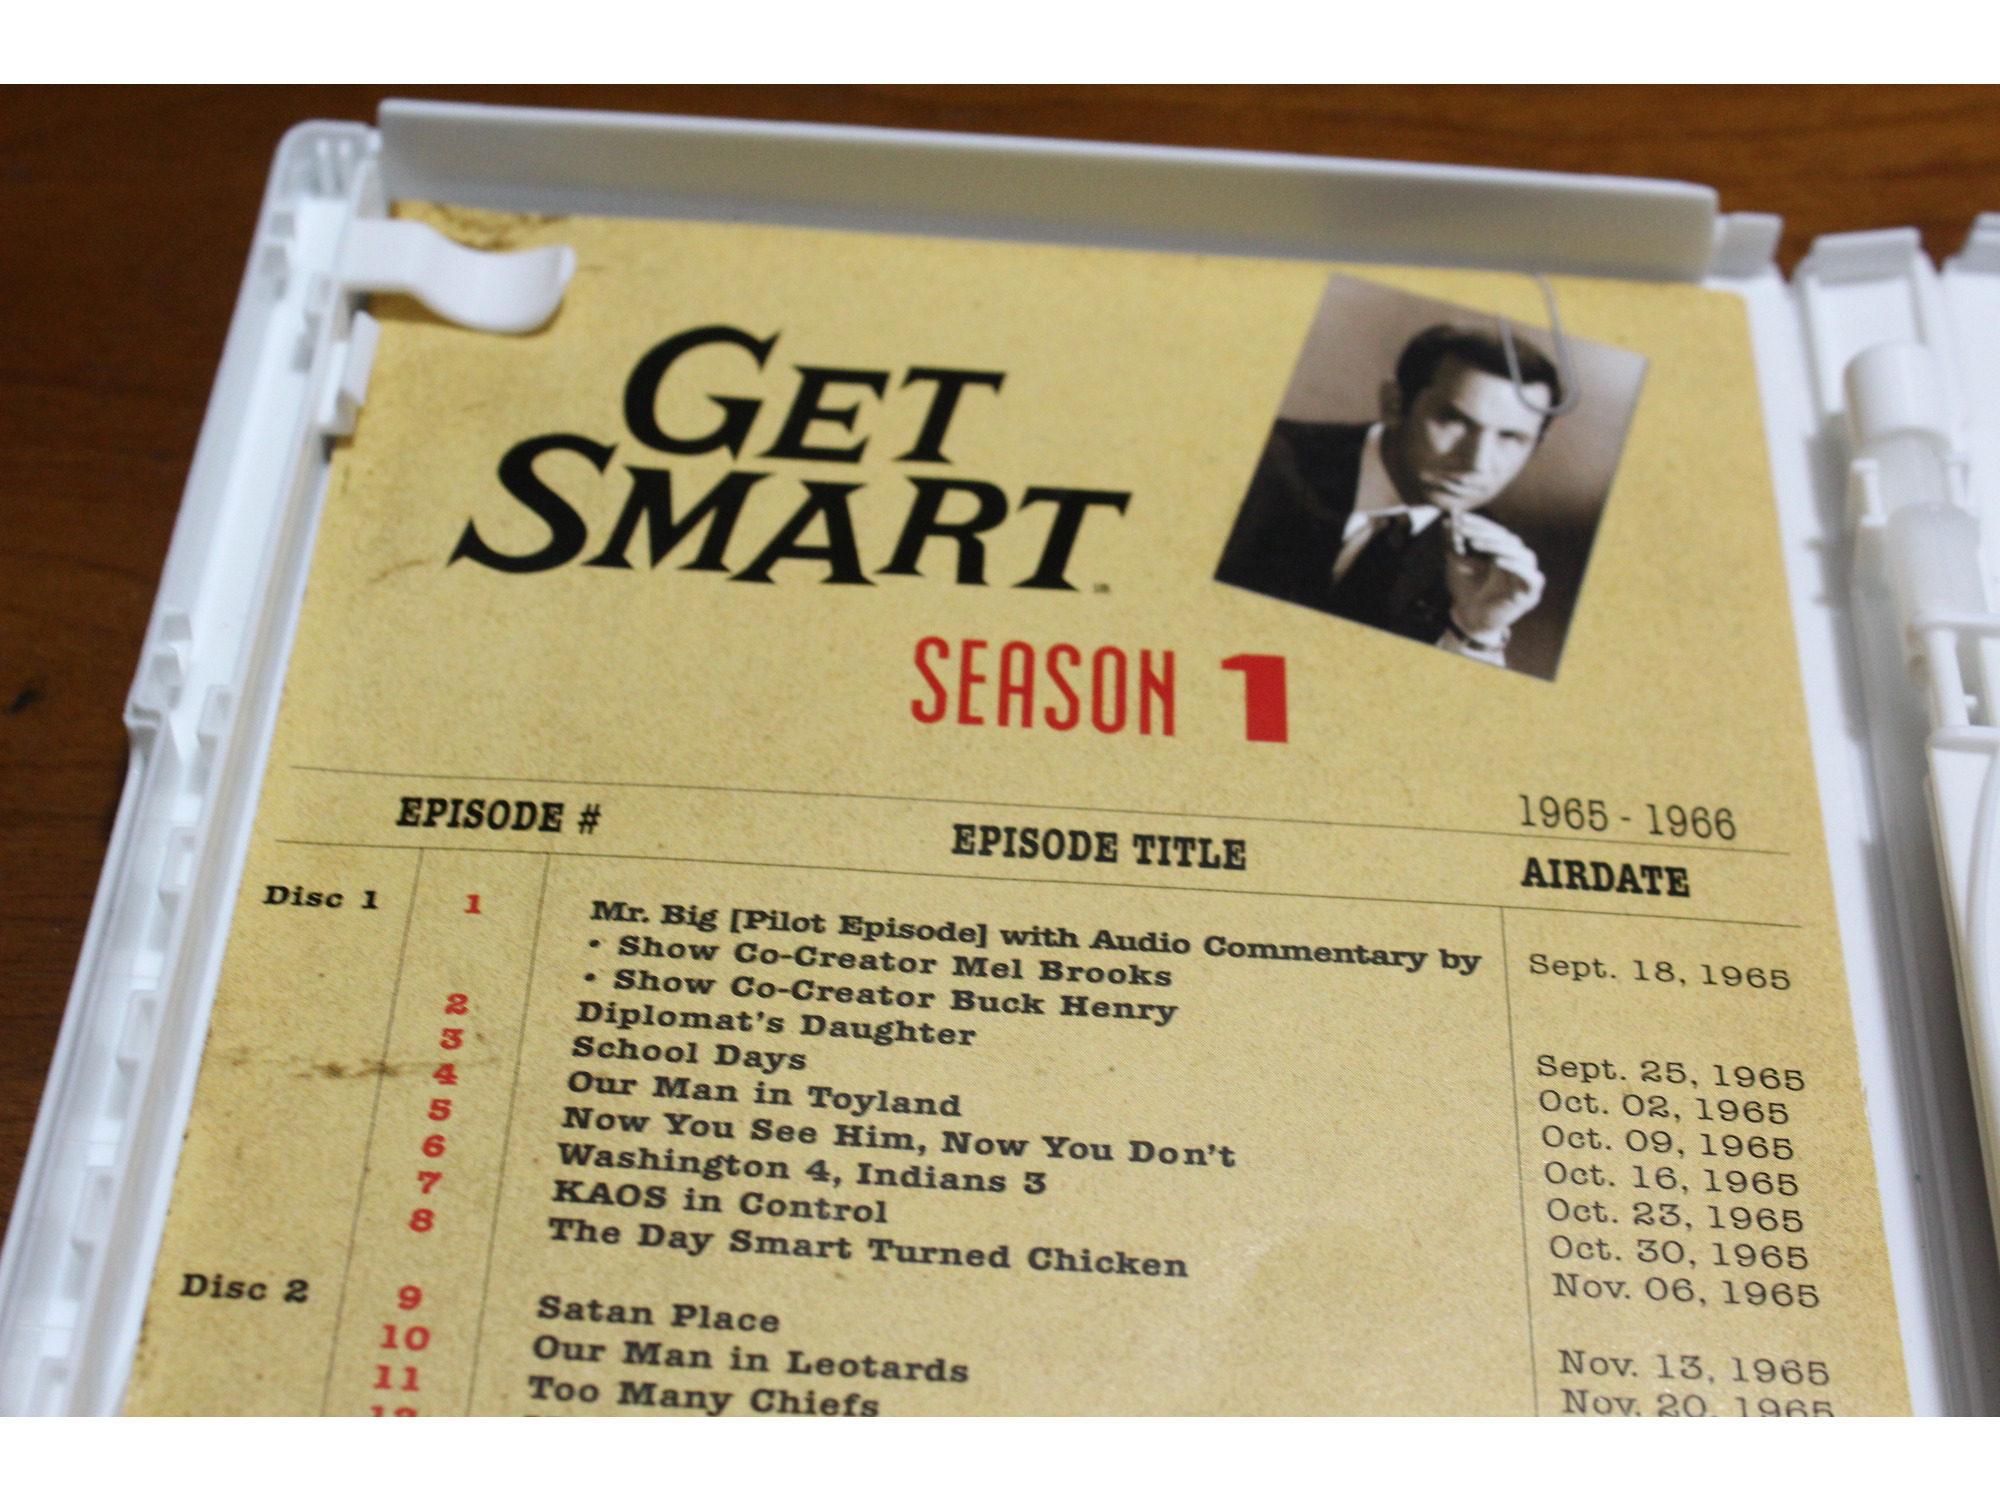 GET
SMART
SEASON 1
1965 - 1966
EPISODE # EPISODE TITLE AIRDATE
Disc 1 1 Mr. Big [Pilot Episode] with Audio Commentary by Sept. 18, 1965
• Show Co-Creator Mel Brooks
• Show Co-Creator Buck Henry
2 Diplomat's Daughter Sept. 25, 1965
3 School Days Oct. 02, 1965
4 Our Man in Toyland Oct. 09, 1965
5 Now You See Him, Now You Don't Oct. 16, 1965
6 Washington 4, Indians 3 Oct. 23, 1965
7 KAOS in Control Oct. 30, 1965
8 The Day Smart Turned Chicken Nov. 06, 1965
Disc 2 9 Satan Place Nov. 13, 1965
10 Our Man in Leotards Nov. 20, 1965
11 Too Many Chiefs
12